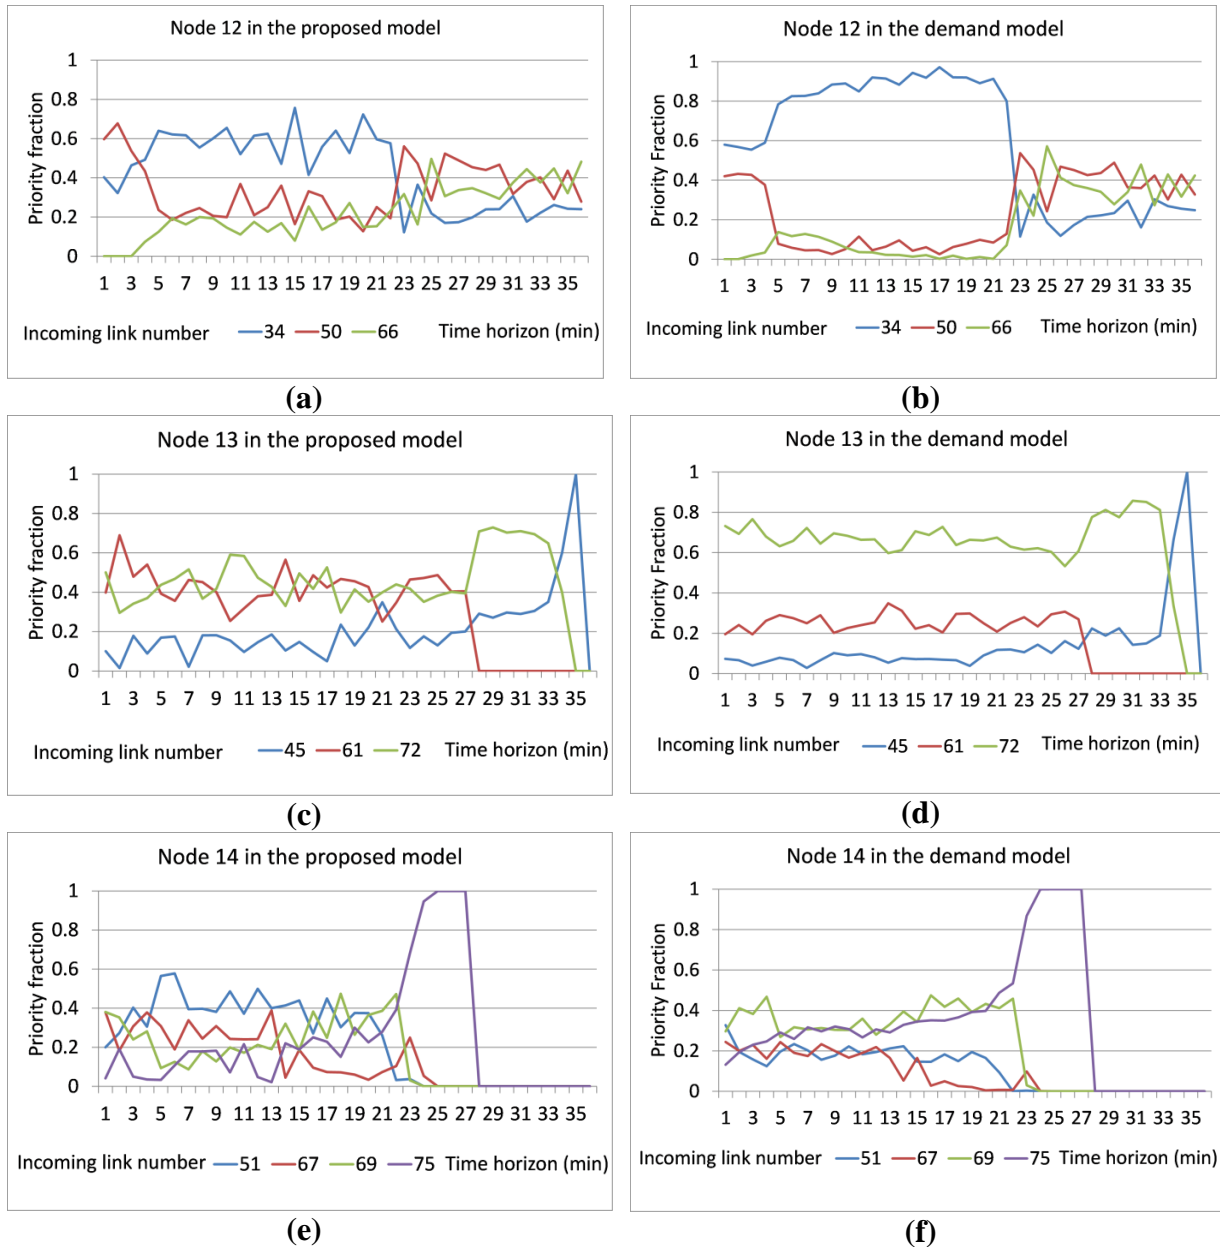 Node 12 in the proposed model
Priority fraction
1
0.8
0.6
0.4
0.2
0
1 3 5 7 9 11 13 15 17 19 21 23 25 27 29 31 33 35
Incoming link number 34 50 66 Time horizon (min)
(a)
Node 12 in the demand model
Priority Fraction
1
0.8
0.6
0.4
0.2
0
1 3 5 7 9 11 13 15 17 19 21 23 25 27 29 31 33 35
Incoming link number 34 50 66 Time horizon (min)
(b)
Node 13 in the proposed model
Priority fraction
1
0.8
0.6
0.4
0.2
0
1 3 5 7 9 11 13 15 17 19 21 23 25 27 29 31 33 35
Incoming link number 45 61 72 Time horizon (min)
(c)
Node 13 in the demand model
Priority Fraction
1
0.8
0.6
0.4
0.2
0
1 3 5 7 9 11 13 15 17 19 21 23 25 27 29 31 33 35
Incoming link number 45 61 72 Time horizon (min)
(d)
Node 14 in the proposed model
Priority fraction
1
0.8
0.6
0.4
0.2
0
1 3 5 7 9 11 13 15 17 19 21 23 25 27 29 31 33 35
Incoming link number 51 67 69 75 Time horizon (min)
(e)
Node 14 in the demand model
Priority Fraction
1
0.8
0.6
0.4
0.2
0
1 3 5 7 9 11 13 15 17 19 21 23 25 27 29 31 33 35
Incoming link number 51 67 69 75 Time horizon (min)
(f)